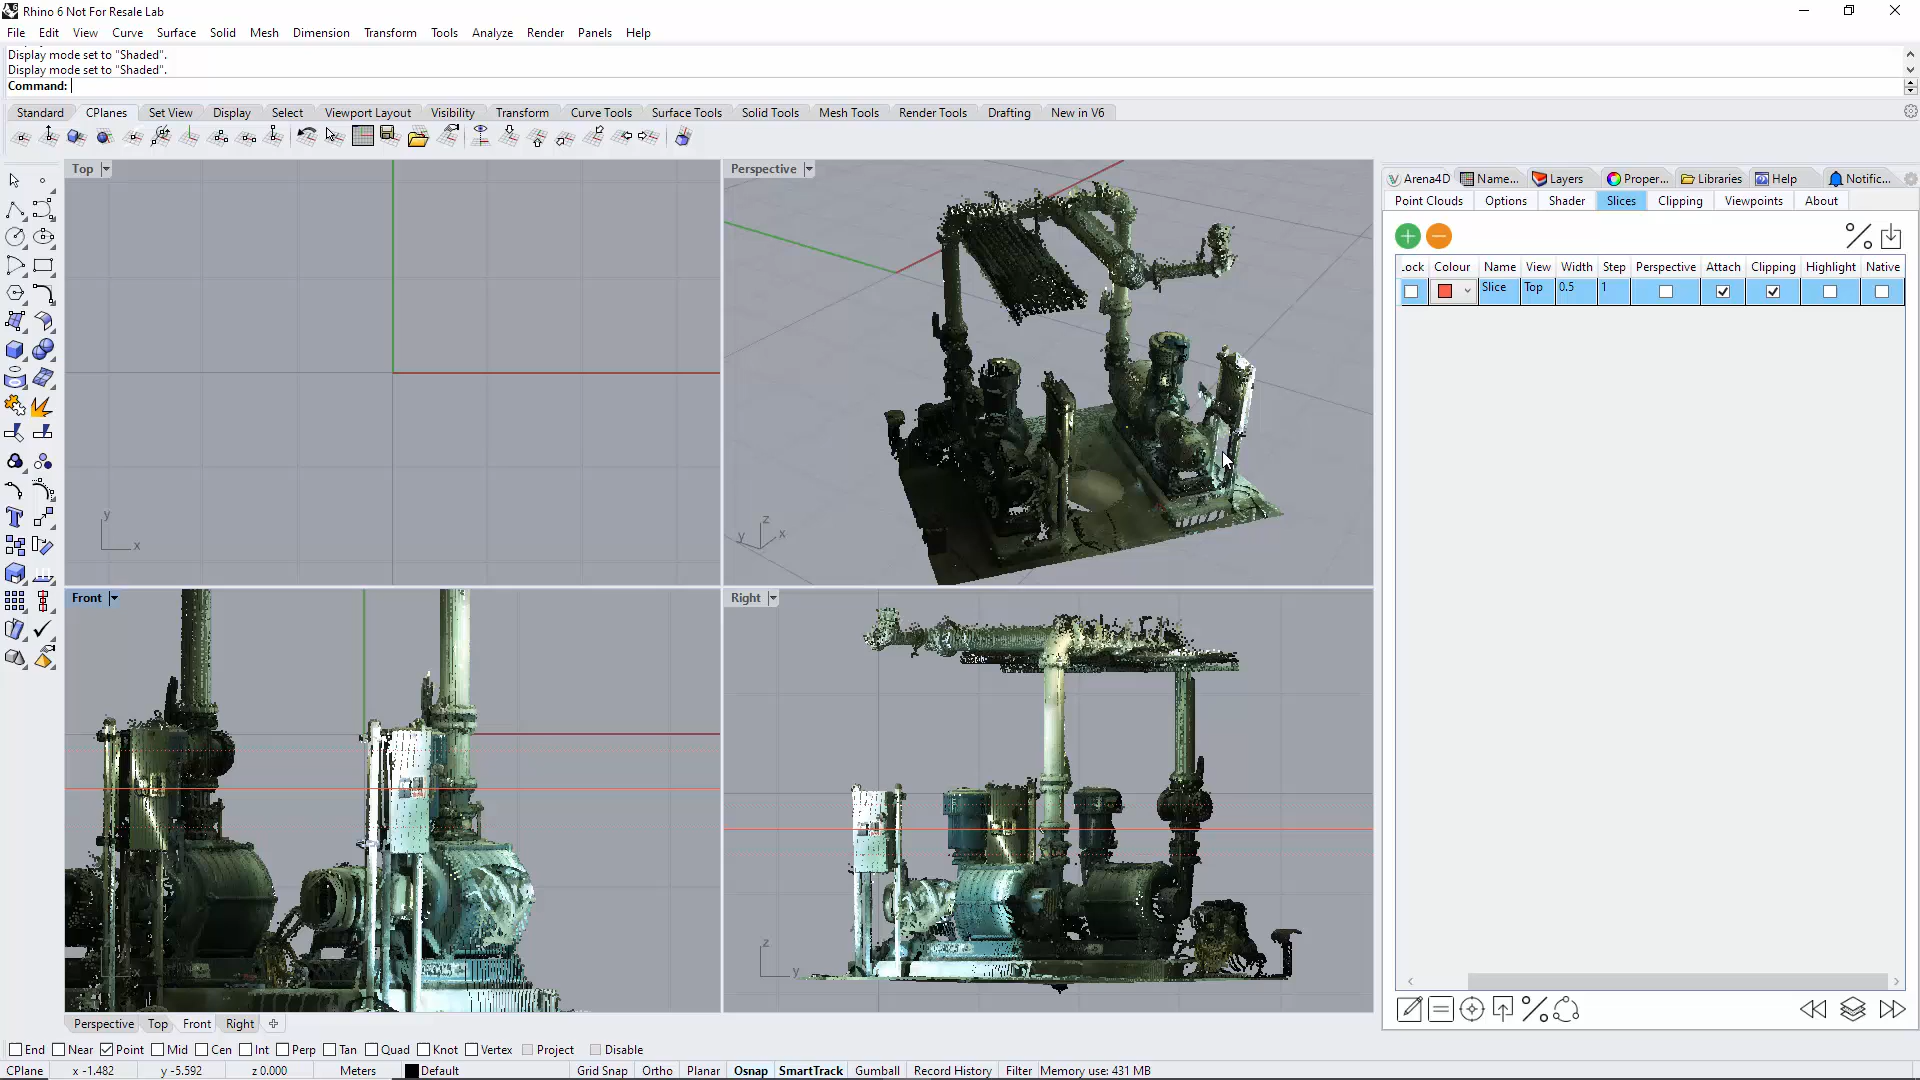 Rhino 6 Not For Resale Lab
File Edit View Curve Surface Solid Mesh Dimension Transform Tools Analyze Render Panels Help
Display mode set to "Shaded".
Display mode set to "Shaded".
Command:
Standard CPlanes Set View Display Select Viewport Layout Visibility Transform Curve Tools Surface Tools Solid Tools Mesh Tools Render Tools Drafting New in V6
Top
Perspective
Arena4D Name... Layers Proper... Libraries Help Notific...
Point Clouds Options Shader Slices Clipping Viewpoints About
.ock Colour Name View Width Step Perspective Attach Clipping Highlight Native
Slice Top 0.5 1
y x
z y x
Front
Right
z y
Perspective Top Front Right
End Near Point Mid Cen Int Perp Tan Quad Knot Vertex Project Disable
CPlane x -1.482 y -5.592 z 0.000 Meters Default Grid Snap Ortho Planar Osnap SmartTrack Gumball Record History Filter Memory use: 431 MB